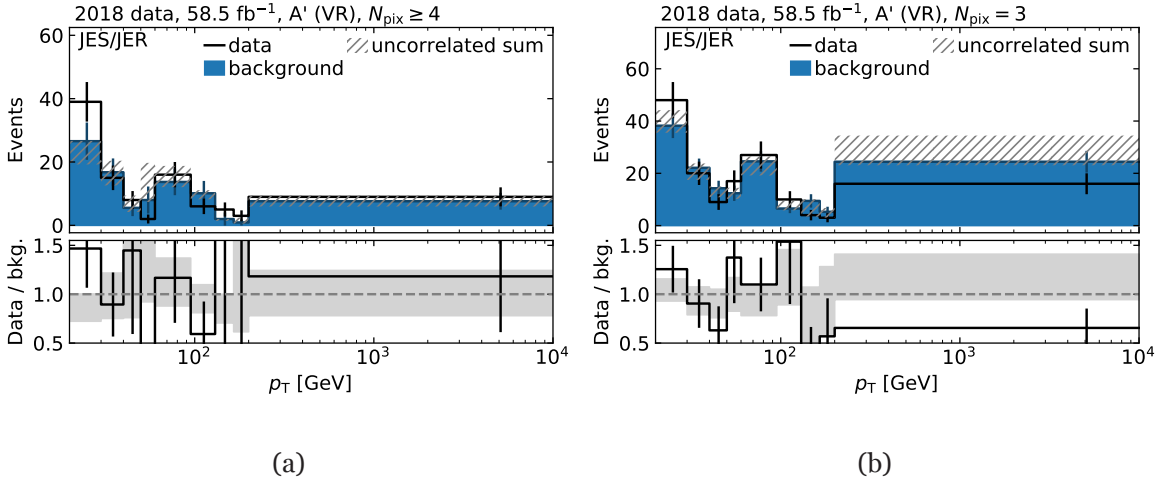 2018 data, 58.5 fb⁻¹, A' (VR), N_pix ≥ 4
JES/JER
data
uncorrelated sum
background
Events
60
40
20
0
Data / bkg.
1.5
1.0
0.5
10²
10³
10⁴
p_T [GeV]
(a)
2018 data, 58.5 fb⁻¹, A' (VR), N_pix = 3
JES/JER
data
uncorrelated sum
background
Events
60
40
20
0
Data / bkg.
1.5
1.0
0.5
10²
10³
10⁴
p_T [GeV]
(b)